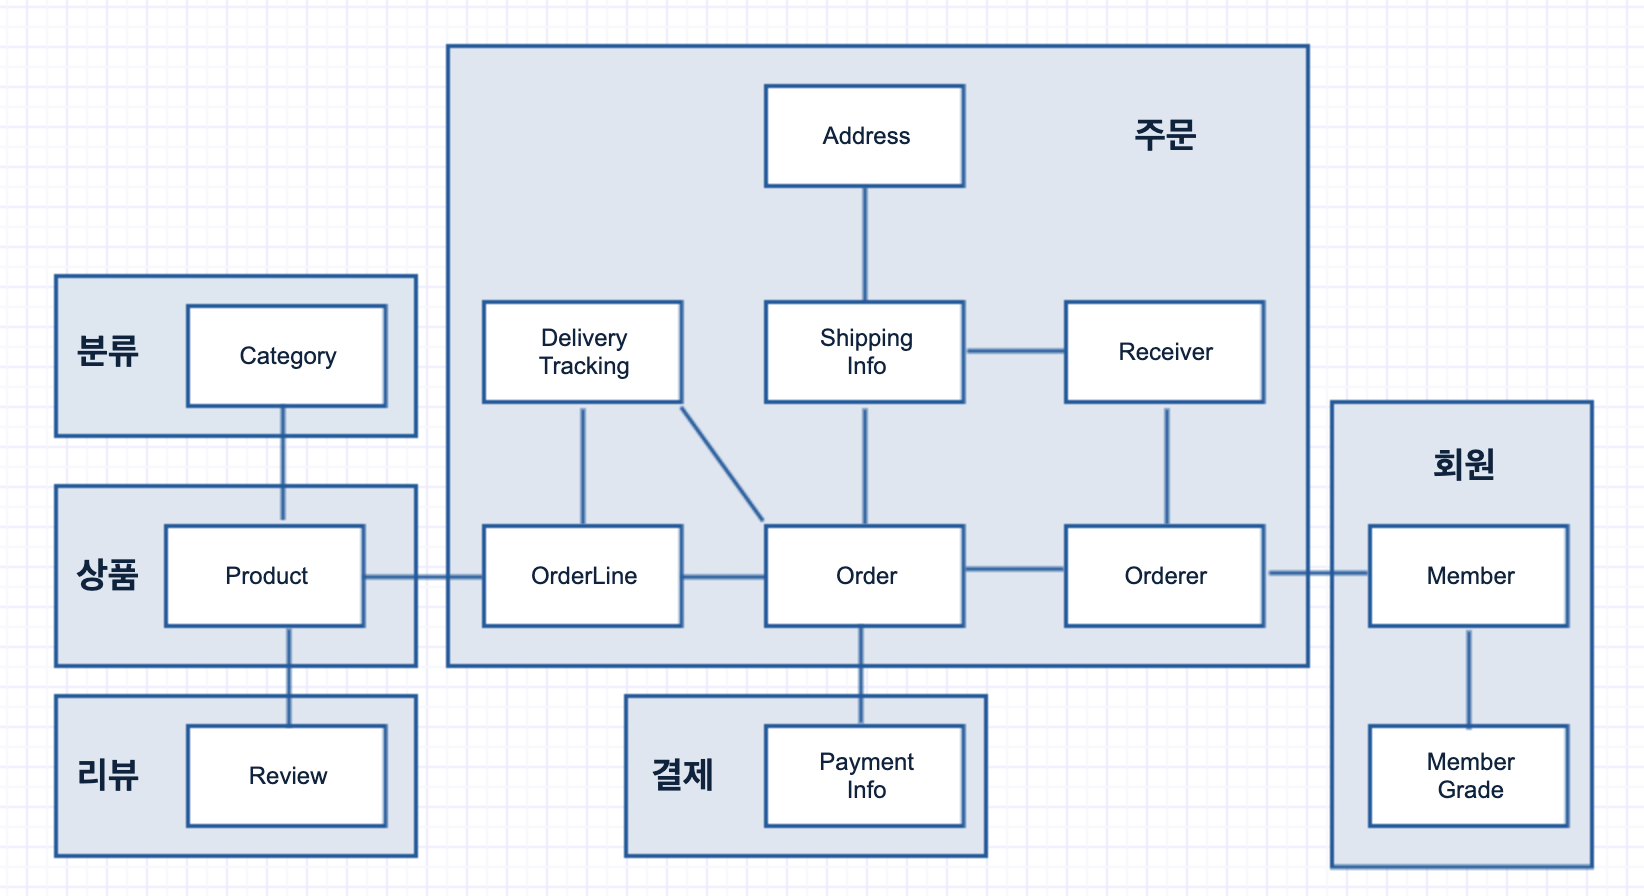 Address
주문
분류
Category
Delivery
Tracking
Shipping
Info
Receiver
회원
상품
Product
OrderLine
Order
Orderer
Member
리뷰
Review
결제
Payment
Info
Member
Grade